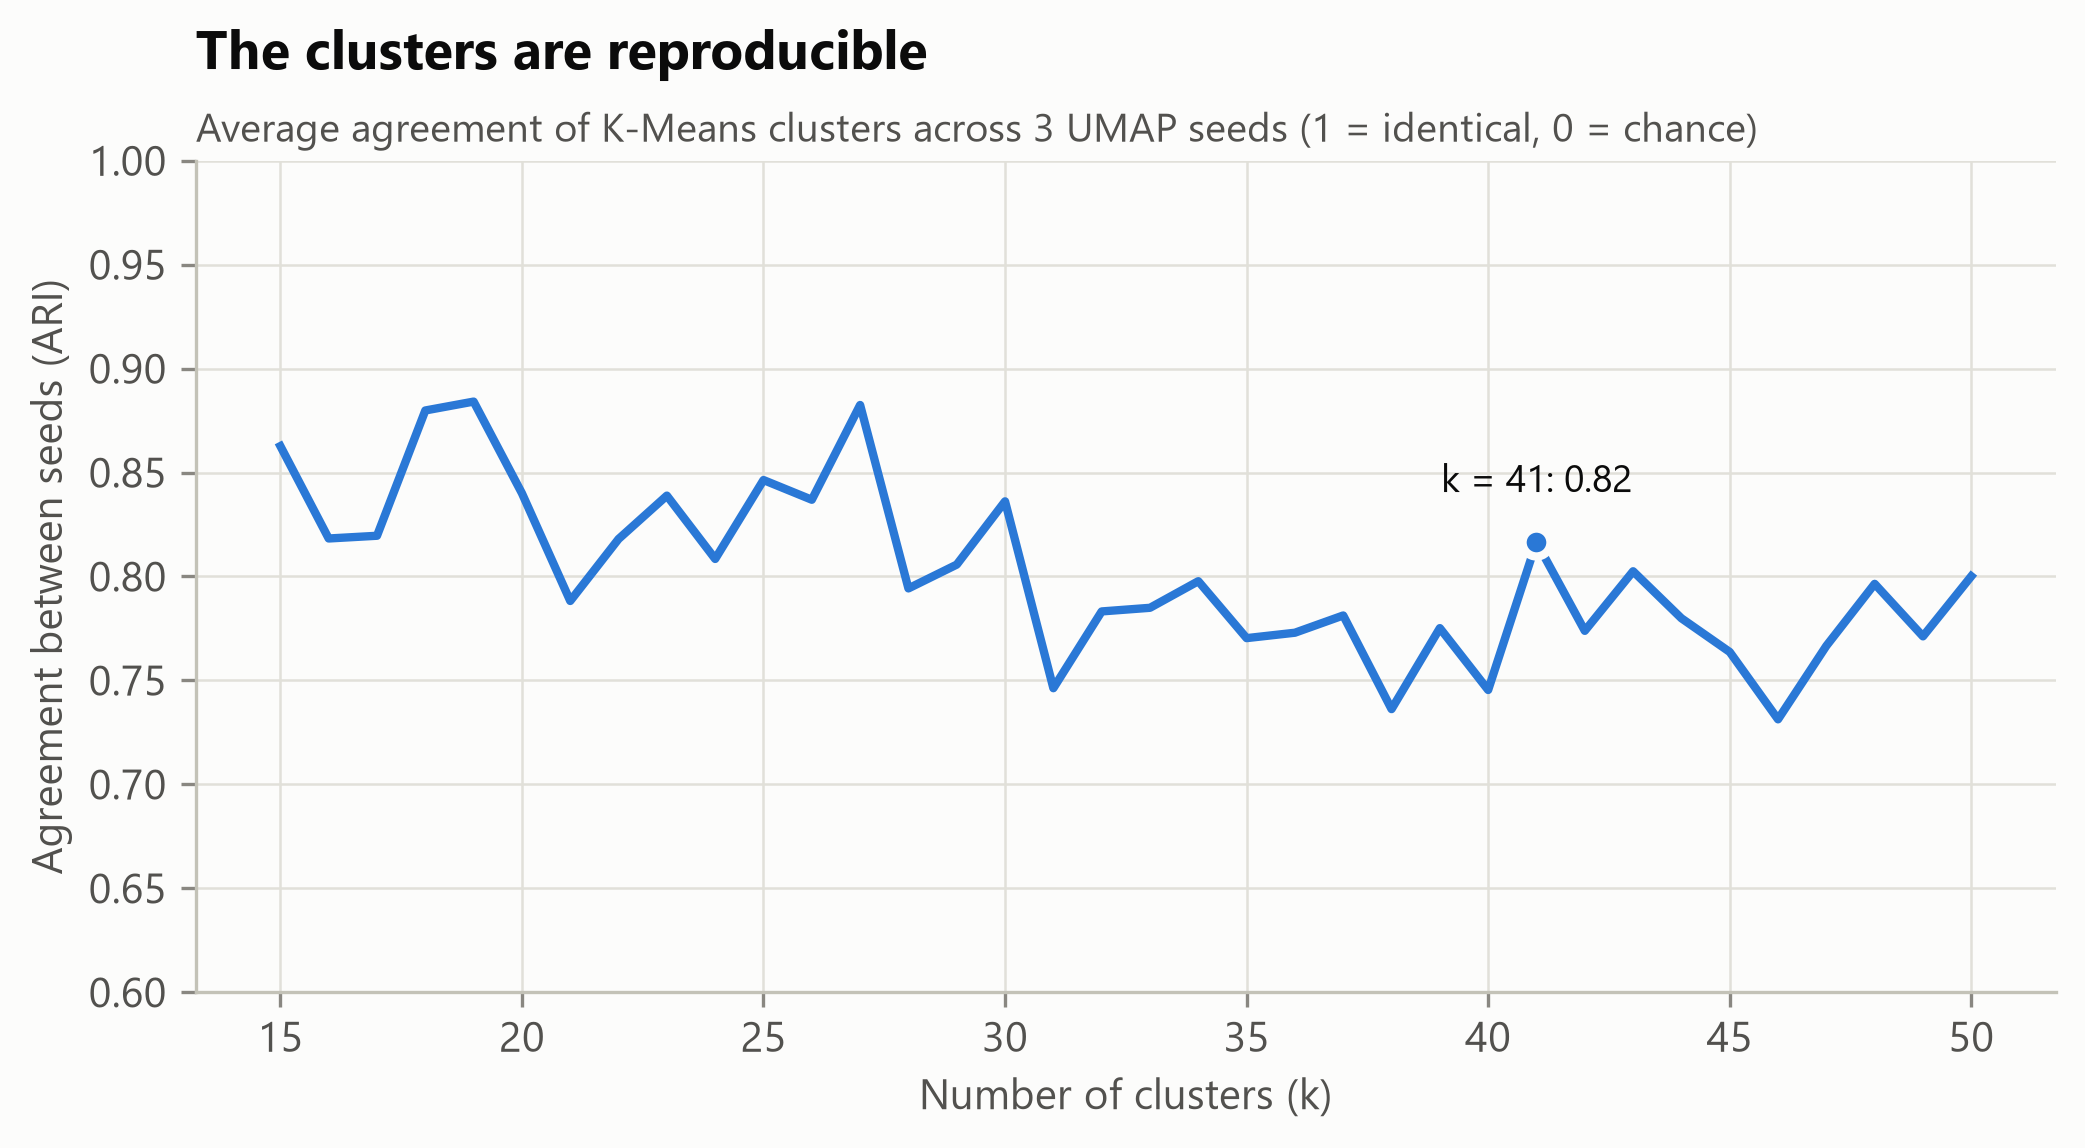 The clusters are reproducible
Average agreement of K-Means clusters across 3 UMAP seeds (1 = identical, 0 = chance)
Agreement between seeds (ARI)
1.00
0.95
0.90
0.85
0.80
0.75
0.70
0.65
0.60
k = 41: 0.82
15 20 25 30 35 40 45 50
Number of clusters (k)